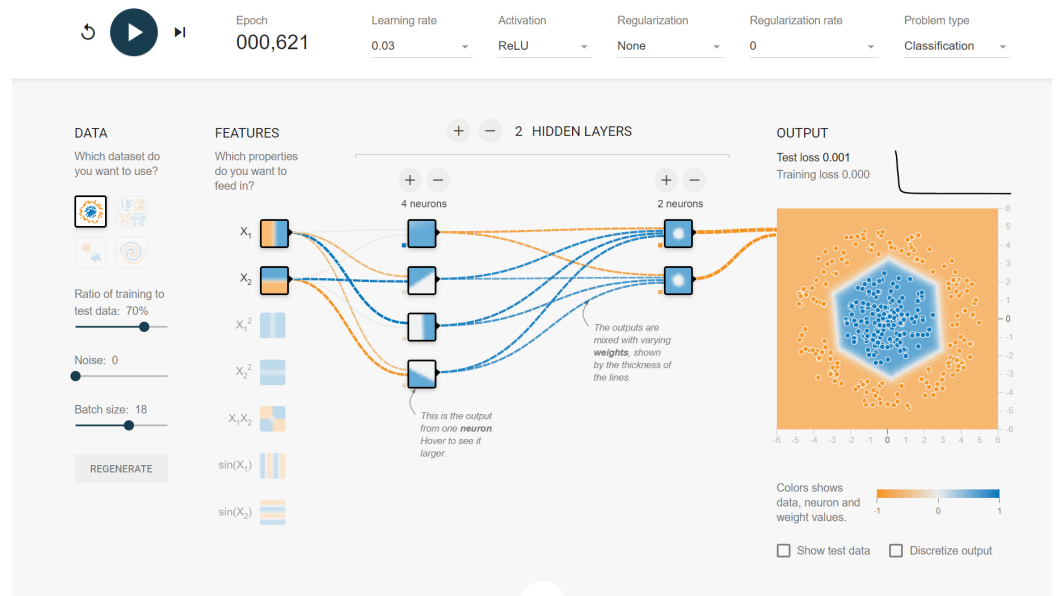 Epoch
000,621
Learning rate
0.03
Activation
ReLU
Regularization
None
Regularization rate
0
Problem type
Classification
DATA
Which dataset do
you want to use?
Ratio of training to
test data: 70%
Noise: 0
Batch size: 18
REGENERATE
FEATURES
Which properties
do you want to
feed in?
X₁
X₂
X₁²
X₂²
X₁X₂
sin(X₁)
sin(X₂)
+ − 2 HIDDEN LAYERS
+ −
4 neurons
+ −
2 neurons
This is the output
from one neuron.
Hover to see it
larger.
The outputs are
mixed with varying
weights, shown
by the thickness of
the lines.
OUTPUT
Test loss 0.001
Training loss 0.000
6
5
4
3
2
1
0
-1
-2
-3
-4
-5
-6
-6 -5 -4 -3 -2 -1 0 1 2 3 4 5 6
Colors shows
data, neuron and
weight values.
-1 0 1
Show test data
Discretize output